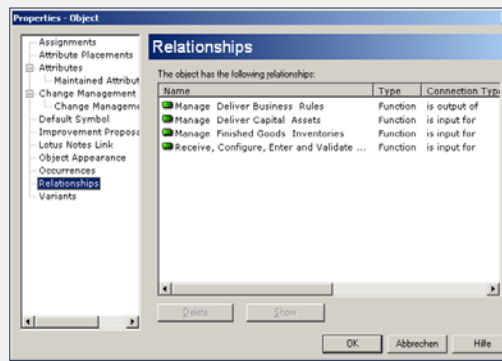 Properties - Object
Assignments
Attribute Placements
Attributes
Maintained Attribut
Change Management
Change Manageme
Default Symbol
Improvement Proposa
Lotus Notes Link
Object Appearance
Occurrences
Relationships
Variants
Relationships
The object has the following relationships:
Name Type Connection Typ
Manage Deliver Business Rules Function is output of
Manage Deliver Capital Assets Function is input for
Manage Finished Goods Inventories Function is input for
Receive, Configure, Enter and Validate ... Function is input for
Delete Show
OK Abbrechen Hilfe